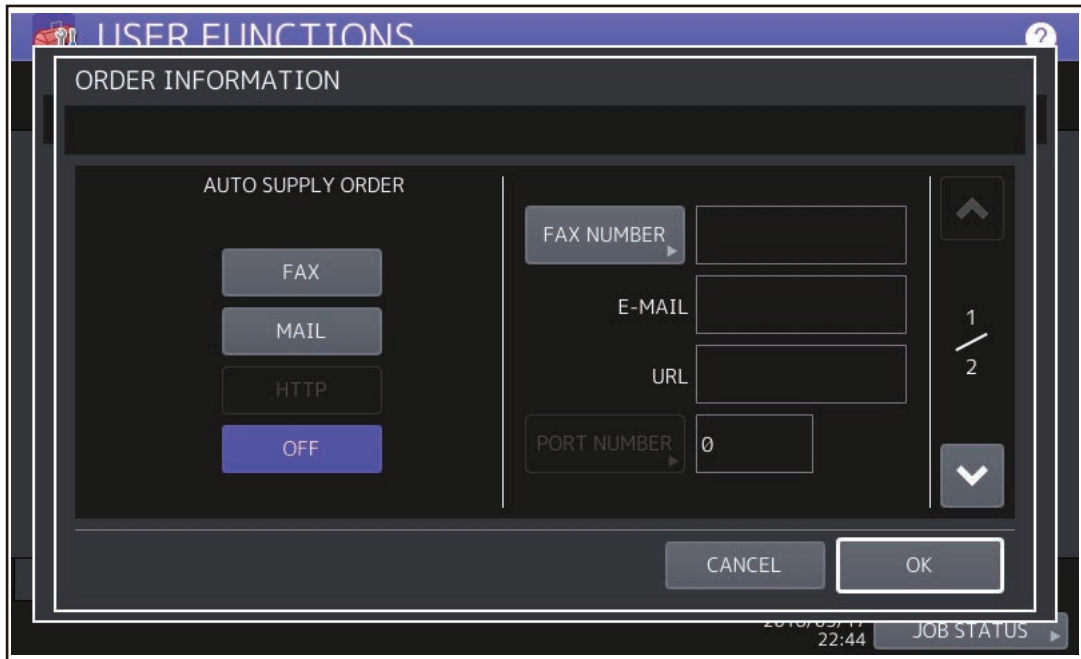 USER FUNCTIONS
?
ORDER INFORMATION
AUTO SUPPLY ORDER
FAX
MAIL
HTTP
OFF
FAX NUMBER
E-MAIL
URL
PORT NUMBER
0
1
2
CANCEL
OK
22:44
JOB STATUS